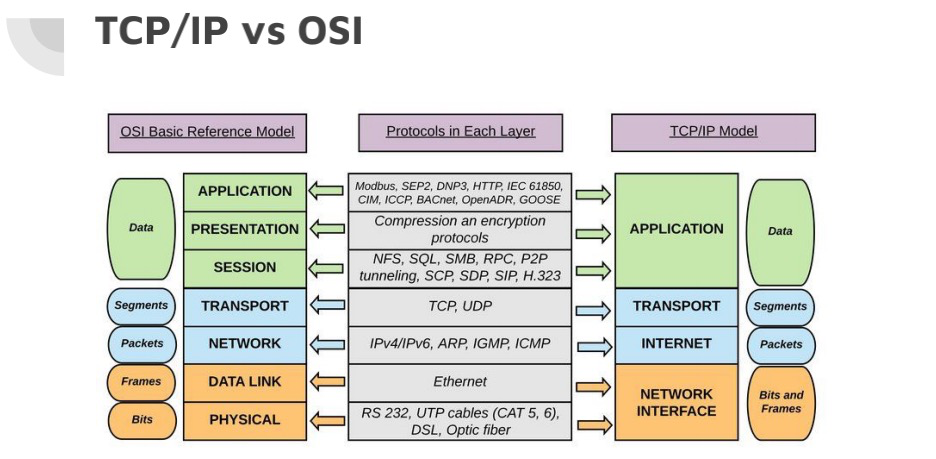 TCP/IP vs OSI
OSI Basic Reference Model
Protocols in Each Layer
TCP/IP Model
Data
APPLICATION
PRESENTATION
SESSION
Modbus, SEP2, DNP3, HTTP, IEC 61850,
CIM, ICCP, BACnet, OpenADR, GOOSE
Compression an encryption
protocols
NFS, SQL, SMB, RPC, P2P
tunneling, SCP, SDP, SIP, H.323
APPLICATION
Data
Segments
TRANSPORT
TCP, UDP
TRANSPORT
Segments
Packets
NETWORK
IPv4/IPv6, ARP, IGMP, ICMP
INTERNET
Packets
Frames
DATA LINK
Ethernet
Bits
PHYSICAL
RS 232, UTP cables (CAT 5, 6),
DSL, Optic fiber
NETWORK
INTERFACE
Bits and
Frames